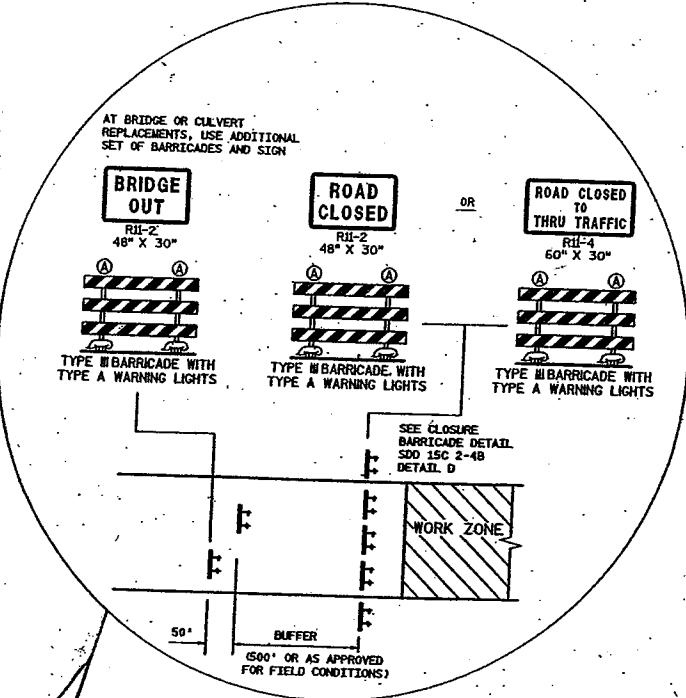 AT BRIDGE OR CULVERT
REPLACEMENTS, USE ADDITIONAL
SET OF BARRICADES AND SIGN
BRIDGE
OUT
R11-2
48" X 30"
ROAD
CLOSED
R11-2
48" X 30"
OR
ROAD CLOSED
TO
THRU TRAFFIC
R11-4
60" X 30"
A
A
A
A
A
A
TYPE III BARRICADE WITH
TYPE A WARNING LIGHTS
TYPE III BARRICADE. WITH
TYPE A WARNING LIGHTS
TYPE III BARRICADE WITH
TYPE A WARNING LIGHTS
SEE CLOSURE
BARRICADE DETAIL
SDD 15C 2-4B
DETAIL D
WORK ZONE
50'
BUFFER
(500' OR AS APPROVED
FOR FIELD CONDITIONS)